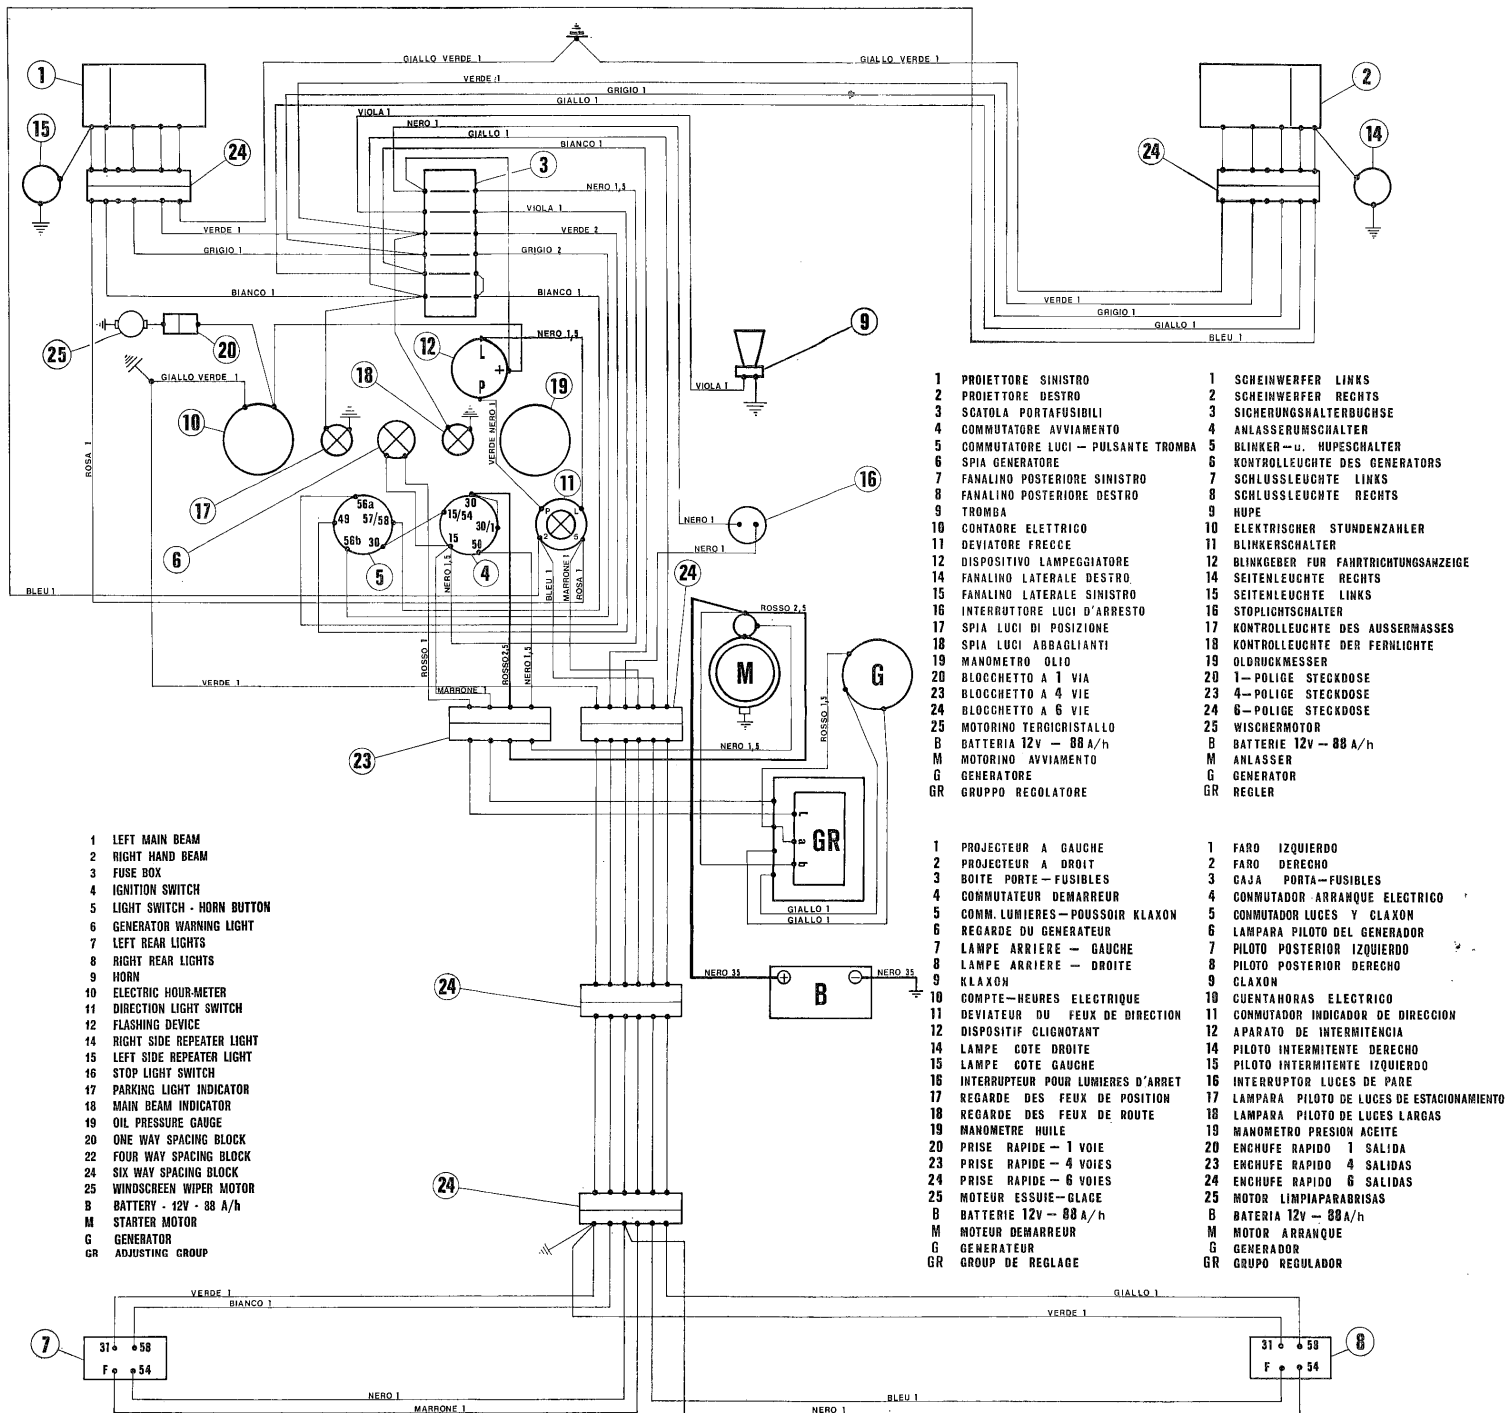 GIALLO VERDE 1
GIALLO VERDE 1
VERDE 1
GRIGIO 1
GIALLO 1
VIOLA 1
NERO 1
GIALLO 1
BIANCO 1
1
2
15
24
3
24
14
NERO 1,5
VIOLA 1
VERDE 1
VERDE 2
GRIGIO 1
GRIGIO 2
BIANCO 1
BIANCO 1
VERDE 1
GRIGIO 1
GIALLO 1
BLEU 1
25
20
12
L
+
P
NERO 1,5
9
VIOLA 1
GIALLO VERDE 1
18
19
10
ROSA 1
VERDE NERO 1
17
6
11
16
56a
49
57/58
56b
30
5
30
15/54
30/1
15
50
4
P
L
2
5
NERO 1
NERO 1
NERO 1,5
BLEU 1
BLEU 1
MARRONE 1
ROSA 1
24
ROSSO 2,5
M
G
ROSSO 1
ROSSO 2,5
NERO 1,5
MARRONE 1
VERDE 1
ROSSO 1,5
NERO 1,5
23
L
a
b
GR
GIALLO 1
GIALLO 1
NERO 35
+
−
NERO 35
B
24
24
1 PROIETTORE SINISTRO
2 PROIETTORE DESTRO
3 SCATOLA PORTAFUSIBILI
4 COMMUTATORE AVVIAMENTO
5 COMMUTATORE LUCI – PULSANTE TROMBA
6 SPIA GENERATORE
7 FANALINO POSTERIORE SINISTRO
8 FANALINO POSTERIORE DESTRO
9 TROMBA
10 CONTAORE ELETTRICO
11 DEVIATORE FRECCE
12 DISPOSITIVO LAMPEGGIATORE
14 FANALINO LATERALE DESTRO
15 FANALINO LATERALE SINISTRO
16 INTERRUTTORE LUCI D'ARRESTO
17 SPIA LUCI DI POSIZIONE
18 SPIA LUCI ABBAGLIANTI
19 MANOMETRO OLIO
20 BLOCCHETTO A 1 VIA
23 BLOCCHETTO A 4 VIE
24 BLOCCHETTO A 6 VIE
25 MOTORINO TERGICRISTALLO
B BATTERIA 12V – 88 A/h
M MOTORINO AVVIAMENTO
G GENERATORE
GR GRUPPO REGOLATORE
1 SCHEINWERFER LINKS
2 SCHEINWERFER RECHTS
3 SICHERUNGSHALTERBUCHSE
4 ANLASSERUMSCHALTER
5 BLINKER – u. HUPESCHALTER
6 KONTROLLEUCHTE DES GENERATORS
7 SCHLUSSLEUCHTE LINKS
8 SCHLUSSLEUCHTE RECHTS
9 HUPE
10 ELEKTRISCHER STUNDENZAHLER
11 BLINKERSCHALTER
12 BLINKGEBER FUR FAHRTRICHTUNGSANZEIGE
14 SEITENLEUCHTE RECHTS
15 SEITENLEUCHTE LINKS
16 STOPLICHTSCHALTER
17 KONTROLLEUCHTE DES AUSSERMASSES
18 KONTROLLEUCHTE DER FERNLICHTE
19 OLDRUCKMESSER
20 1–POLIGE STECKDOSE
23 4–POLIGE STECKDOSE
24 6–POLIGE STECKDOSE
25 WISCHERMOTOR
B BATTERIE 12V – 88 A/h
M ANLASSER
G GENERATOR
GR REGLER
1 LEFT MAIN BEAM
2 RIGHT HAND BEAM
3 FUSE BOX
4 IGNITION SWITCH
5 LIGHT SWITCH - HORN BUTTON
6 GENERATOR WARNING LIGHT
7 LEFT REAR LIGHTS
8 RIGHT REAR LIGHTS
9 HORN
10 ELECTRIC HOUR-METER
11 DIRECTION LIGHT SWITCH
12 FLASHING DEVICE
14 RIGHT SIDE REPEATER LIGHT
15 LEFT SIDE REPEATER LIGHT
16 STOP LIGHT SWITCH
17 PARKING LIGHT INDICATOR
18 MAIN BEAM INDICATOR
19 OIL PRESSURE GAUGE
20 ONE WAY SPACING BLOCK
22 FOUR WAY SPACING BLOCK
24 SIX WAY SPACING BLOCK
25 WINDSCREEN WIPER MOTOR
B BATTERY - 12V - 88 A/h
M STARTER MOTOR
G GENERATOR
GR ADJUSTING GROUP
1 PROJECTEUR A GAUCHE
2 PROJECTEUR A DROIT
3 BOITE PORTE – FUSIBLES
4 COMMUTATEUR DEMARREUR
5 COMM. LUMIERES – POUSSOIR KLAXON
6 REGARDE DU GENERATEUR
7 LAMPE ARRIERE – GAUCHE
8 LAMPE ARRIERE – DROITE
9 KLAXON
10 COMPTE – HEURES ELECTRIQUE
11 DEVIATEUR DU FEUX DE DIRECTION
12 DISPOSITIF CLIGNOTANT
14 LAMPE COTE DROITE
15 LAMPE COTE GAUCHE
16 INTERRUPTEUR POUR LUMIERES D'ARRET
17 REGARDE DES FEUX DE POSITION
18 REGARDE DES FEUX DE ROUTE
19 MANOMETRE HUILE
20 PRISE RAPIDE – 1 VOIE
23 PRISE RAPIDE – 4 VOIES
24 PRISE RAPIDE – 6 VOIES
25 MOTEUR ESSUIE – GLACE
B BATTERIE 12V – 88 A/h
M MOTEUR DEMARREUR
G GENERATEUR
GR GROUP DE REGLAGE
1 FARO IZQUIERDO
2 FARO DERECHO
3 CAJA PORTA – FUSIBLES
4 CONMUTADOR ARRANQUE ELECTRICO
5 CONMUTADOR LUCES Y CLAXON
6 LAMPARA PILOTO DEL GENERADOR
7 PILOTO POSTERIOR IZQUIERDO
8 PILOTO POSTERIOR DERECHO
9 CLAXON
10 CUENTAHORAS ELECTRICO
11 CONMUTADOR INDICADOR DE DIRECCION
12 APARATO DE INTERMITENCIA
14 PILOTO INTERMITENTE DERECHO
15 PILOTO INTERMITENTE IZQUIERDO
16 INTERRUPTOR LUCES DE PARE
17 LAMPARA PILOTO DE LUCES DE ESTACIONAMIENTO
18 LAMPARA PILOTO DE LUCES LARGAS
19 MANOMETRO PRESION ACEITE
20 ENCHUFE RAPIDO 1 SALIDA
23 ENCHUFE RAPIDO 4 SALIDAS
24 ENCHUFE RAPIDO 6 SALIDAS
25 MOTOR LIMPIAPARABRISAS
B BATERIA 12V – 88 A/h
M MOTOR ARRANQUE
G GENERADOR
GR GRUPO REGULADOR
VERDE 1
BIANCO 1
GIALLO 1
VERDE 1
7
31 58
F 54
31 58
F 54
8
NERO 1
MARRONE 1
BLEU 1
NERO 1